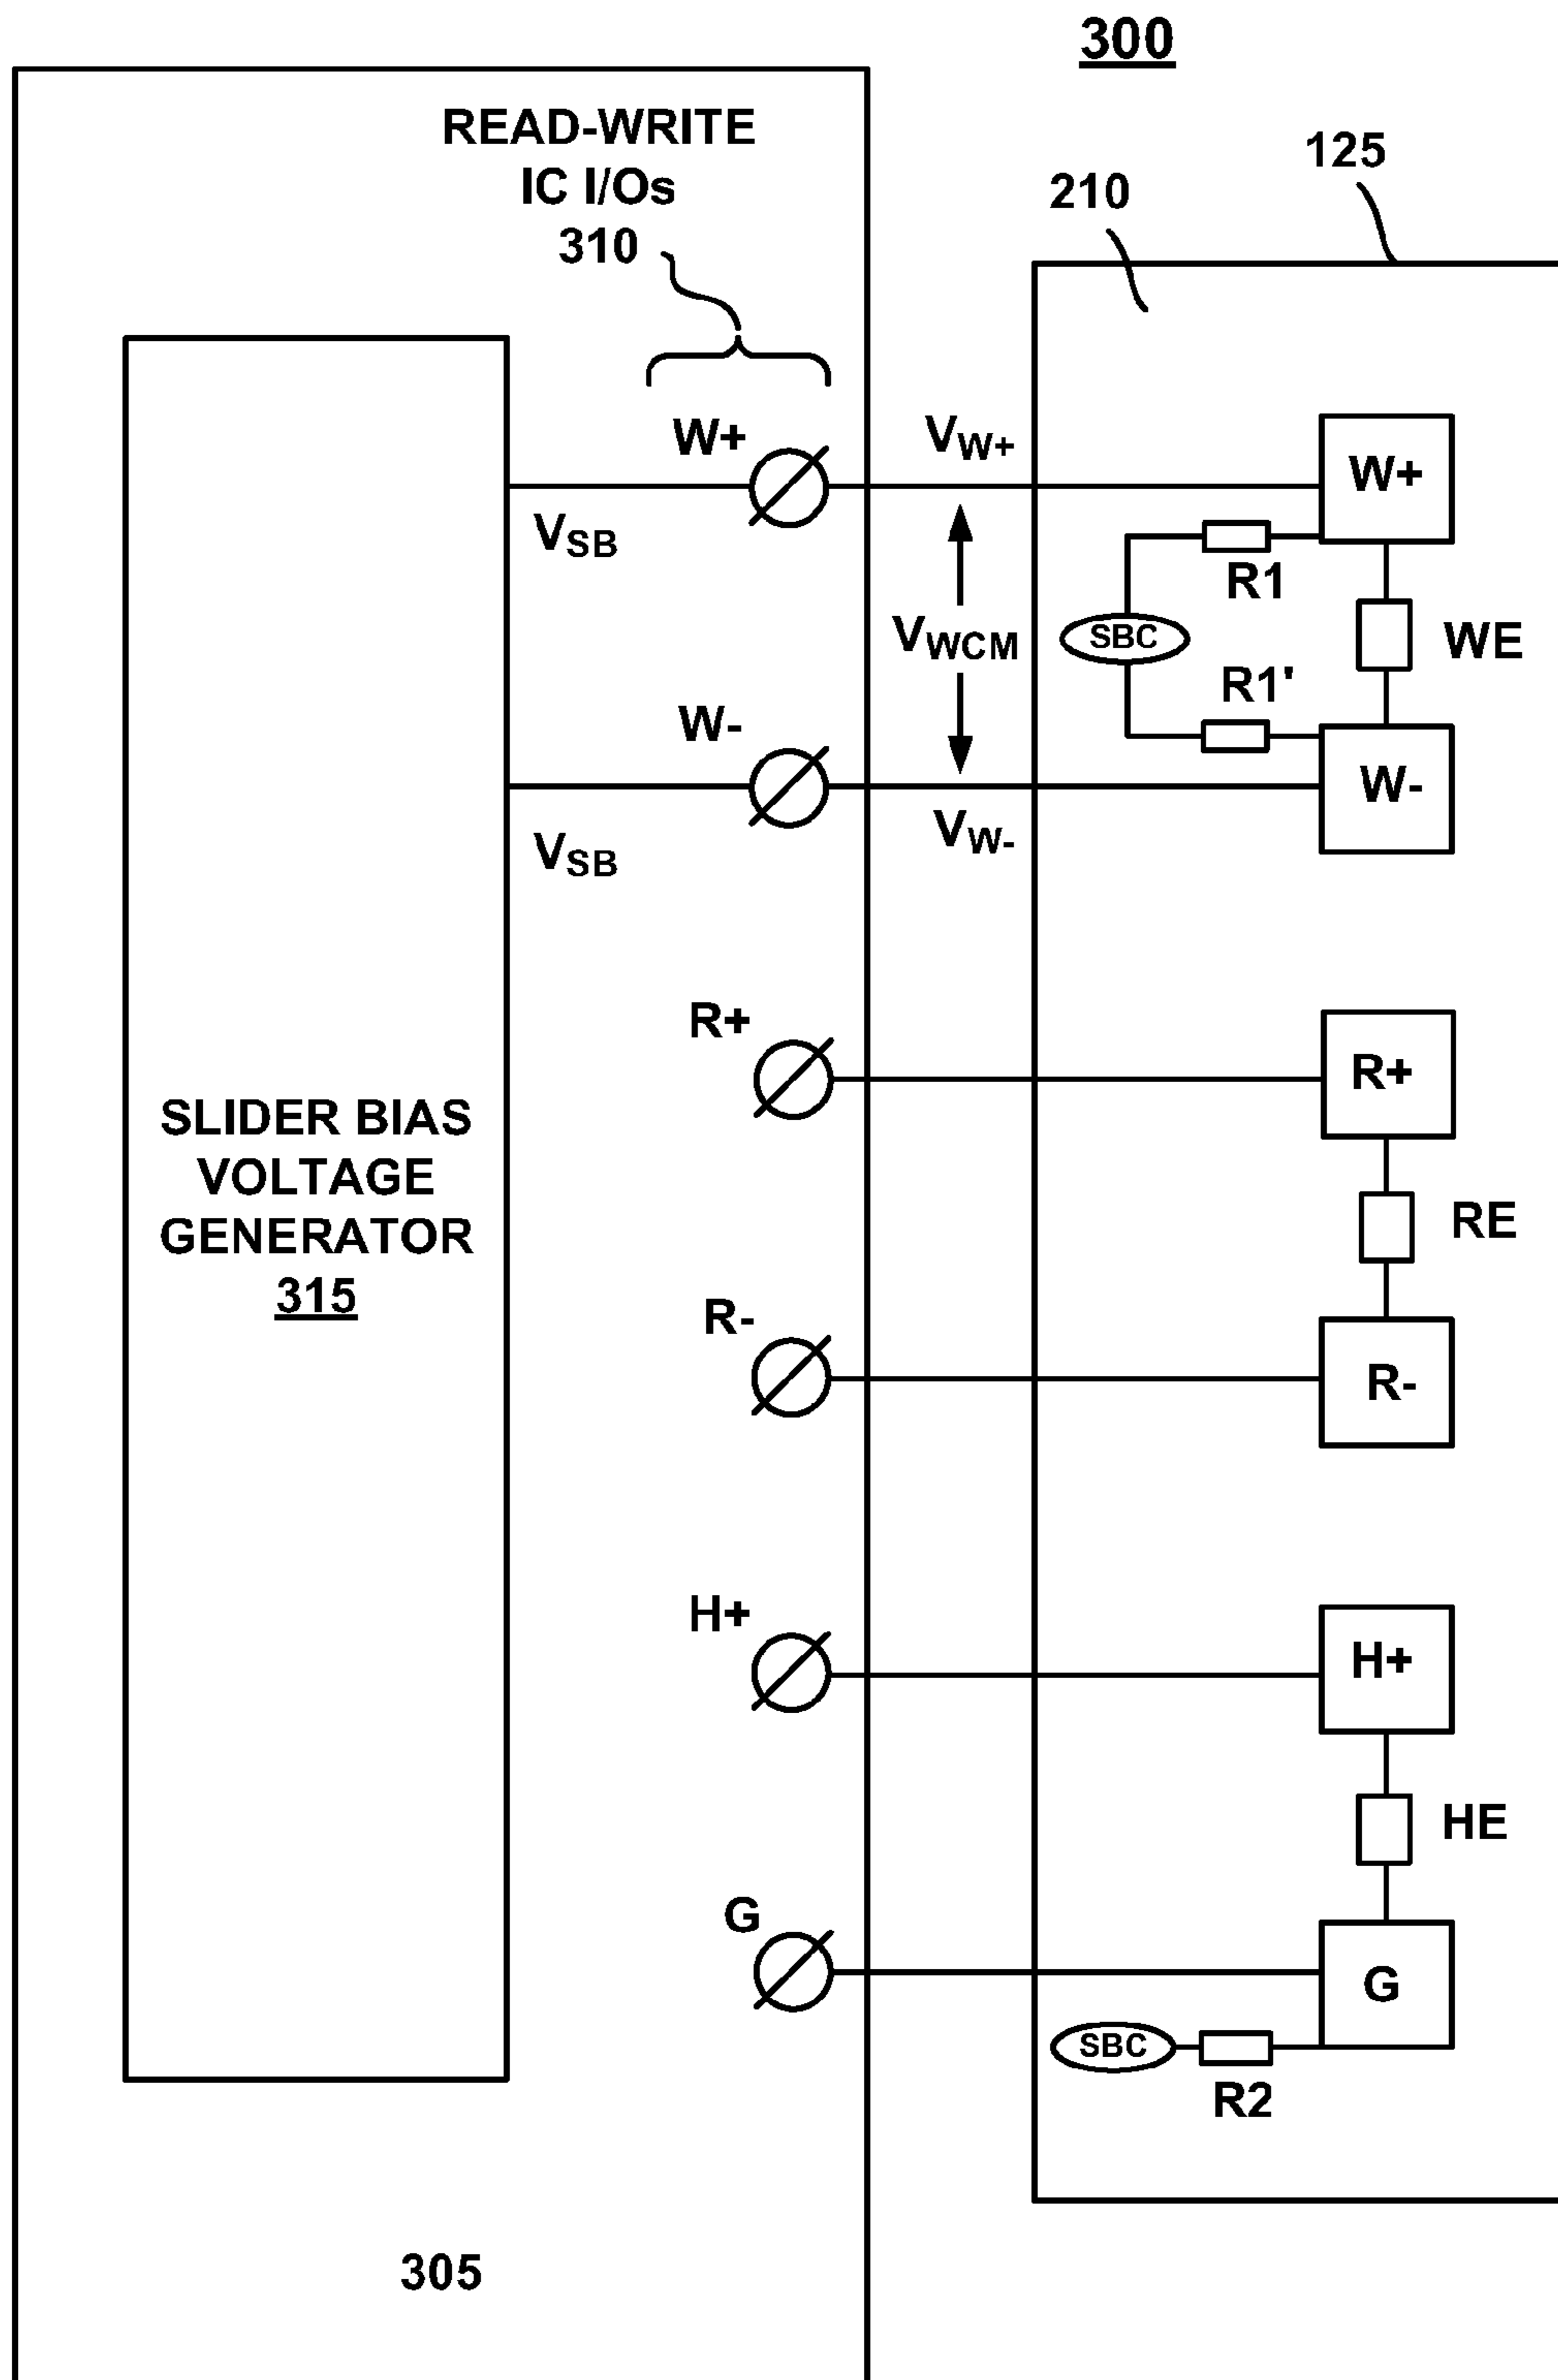 300
READ-WRITE
IC I/Os
310
125
210
W+
VW+
W+
VSB
R1
SBC
VWCM
WE
R1'
W-
W-
VSB
VW-
R+
R+
SLIDER BIAS
VOLTAGE
GENERATOR
315
RE
R-
R-
H+
H+
HE
G
G
SBC
R2
305